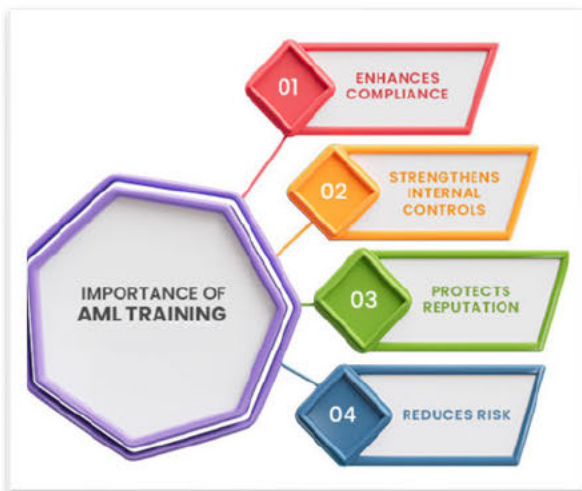 IMPORTANCE OF
AML TRAINING
01
ENHANCES
COMPLIANCE
02
STRENGTHENS
INTERNAL
CONTROLS
03
PROTECTS
REPUTATION
04
REDUCES RISK